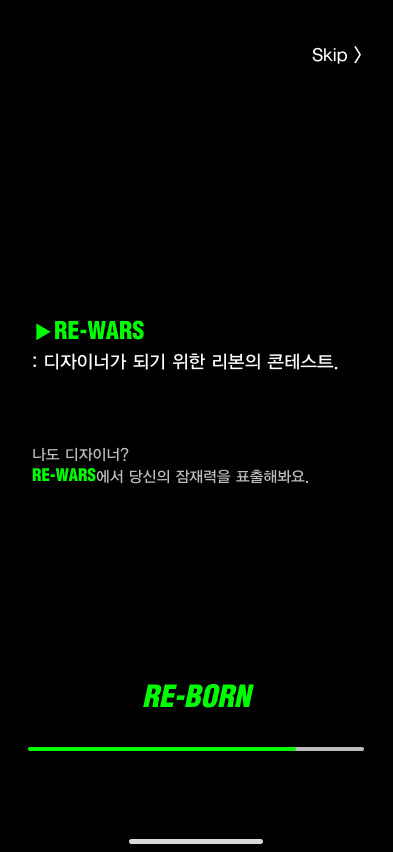 Skip 〉
▶RE-WARS
: 디자이너가 되기 위한 리본의 콘테스트.
나도 디자이너?
RE-WARS에서 당신의 잠재력을 표출해봐요.
RE-BORN